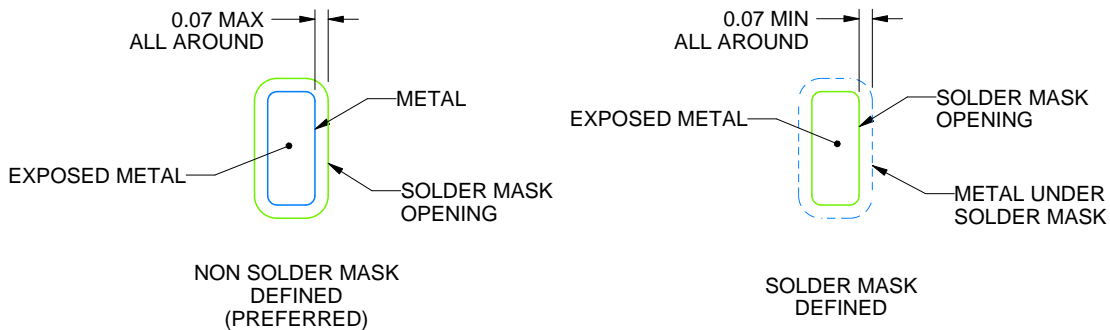 0.07 MAX
ALL AROUND
METAL
EXPOSED METAL
SOLDER MASK
OPENING
NON SOLDER MASK
DEFINED
(PREFERRED)
0.07 MIN
ALL AROUND
SOLDER MASK
OPENING
EXPOSED METAL
METAL UNDER
SOLDER MASK
SOLDER MASK
DEFINED